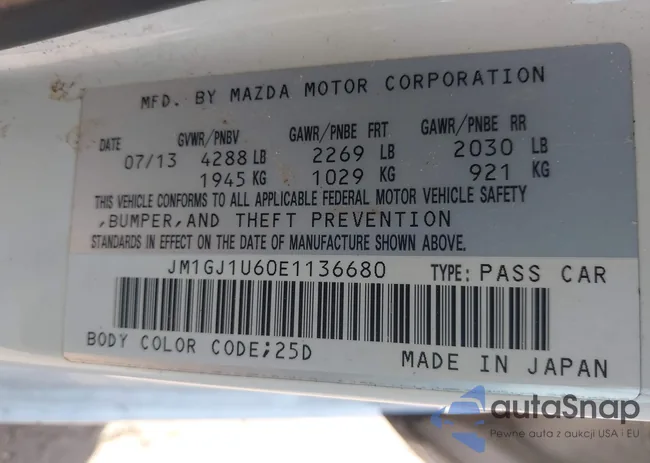 MFD. BY MAZDA MOTOR CORPORATION
DATE GVWR/PNBV GAWR/PNBE FRT GAWR/PNBE RR
07/13 4288 LB 2269 LB 2030 LB
1945 KG 1029 KG 921 KG
THIS VEHICLE CONFORMS TO ALL APPLICABLE FEDERAL MOTOR VEHICLE SAFETY
,BUMPER,AND THEFT PREVENTION
STANDARDS IN EFFECT ON THE DATE OF MANUFACTURE SHOWN ABOVE.
JM1GJ1U60E1136680 TYPE: PASS CAR
BODY COLOR CODE;25D MADE IN JAPAN
autaSnap
Pewne auta z aukcji USA i EU